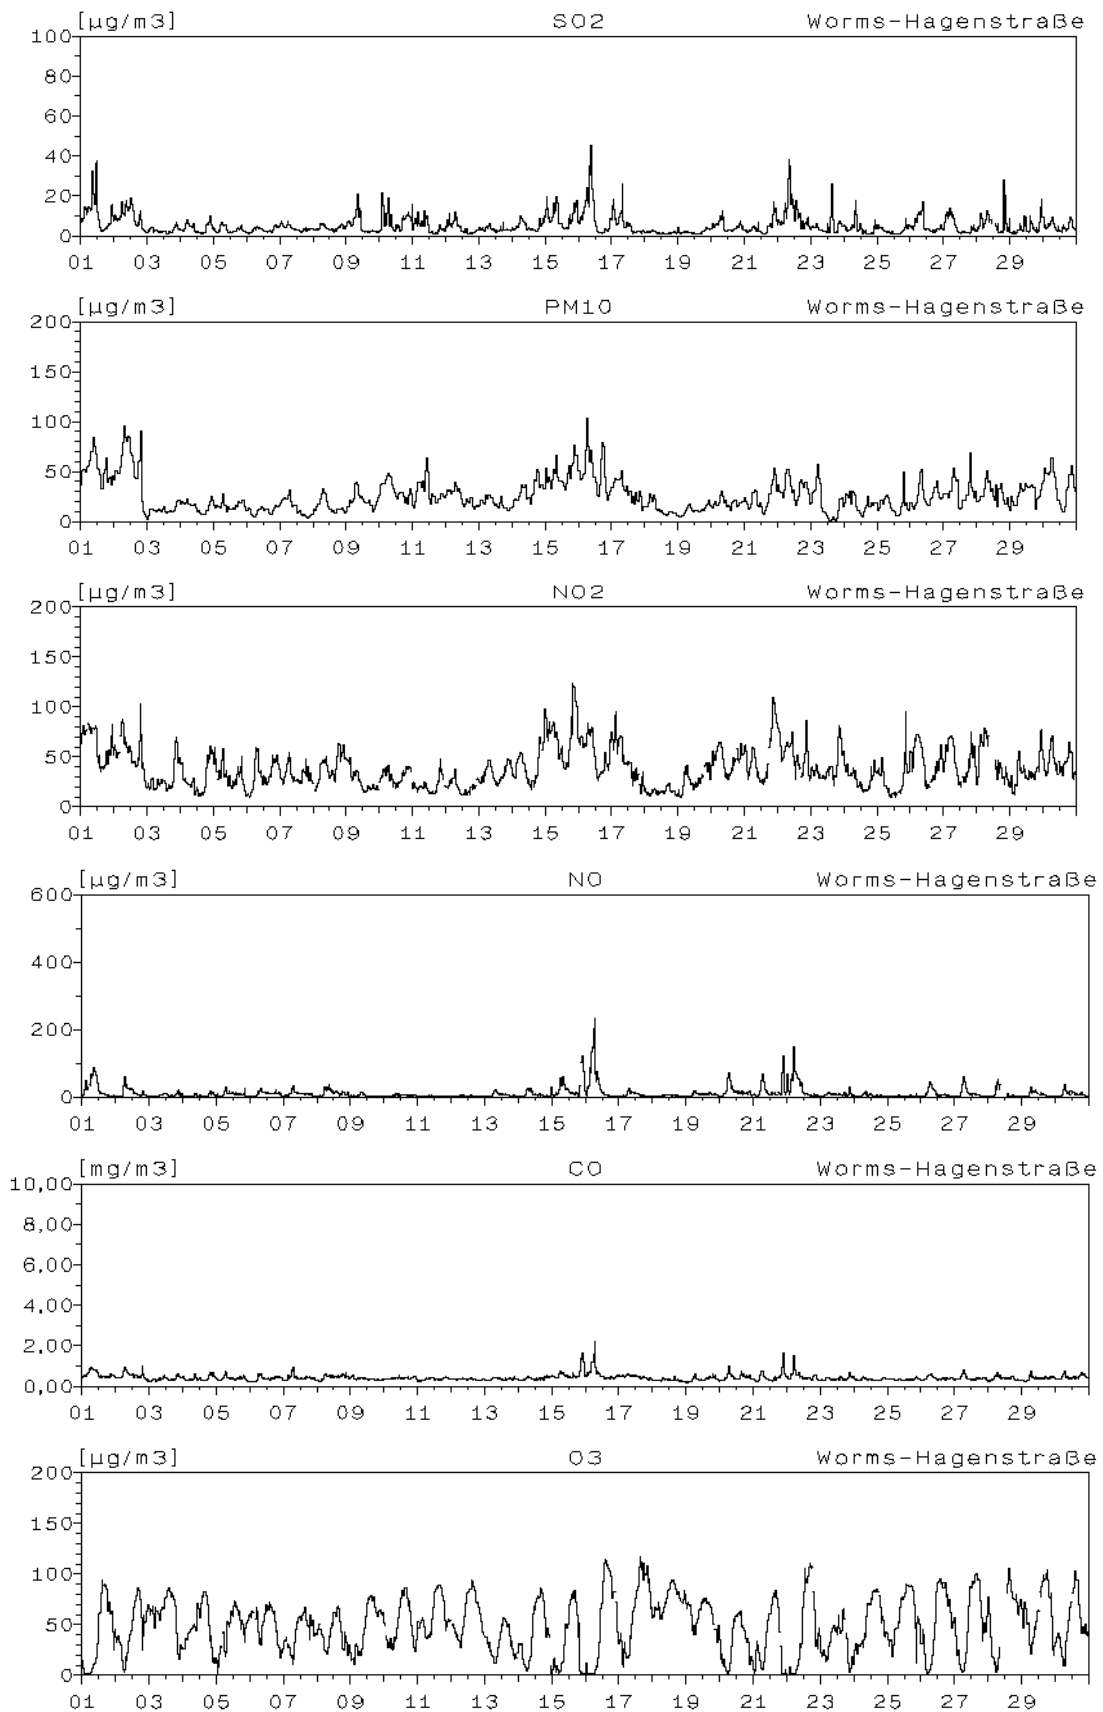 [µg/m3] SO2 Worms-Hagenstraße
100
80
60
40
20
0
01 03 05 07 09 11 13 15 17 19 21 23 25 27 29
[µg/m3] PM10 Worms-Hagenstraße
200
150
100
50
0
01 03 05 07 09 11 13 15 17 19 21 23 25 27 29
[µg/m3] NO2 Worms-Hagenstraße
200
150
100
50
0
01 03 05 07 09 11 13 15 17 19 21 23 25 27 29
[µg/m3] NO Worms-Hagenstraße
600
400
200
0
01 03 05 07 09 11 13 15 17 19 21 23 25 27 29
[mg/m3] CO Worms-Hagenstraße
10,00
8,00
6,00
4,00
2,00
0,00
01 03 05 07 09 11 13 15 17 19 21 23 25 27 29
[µg/m3] O3 Worms-Hagenstraße
200
150
100
50
0
01 03 05 07 09 11 13 15 17 19 21 23 25 27 29